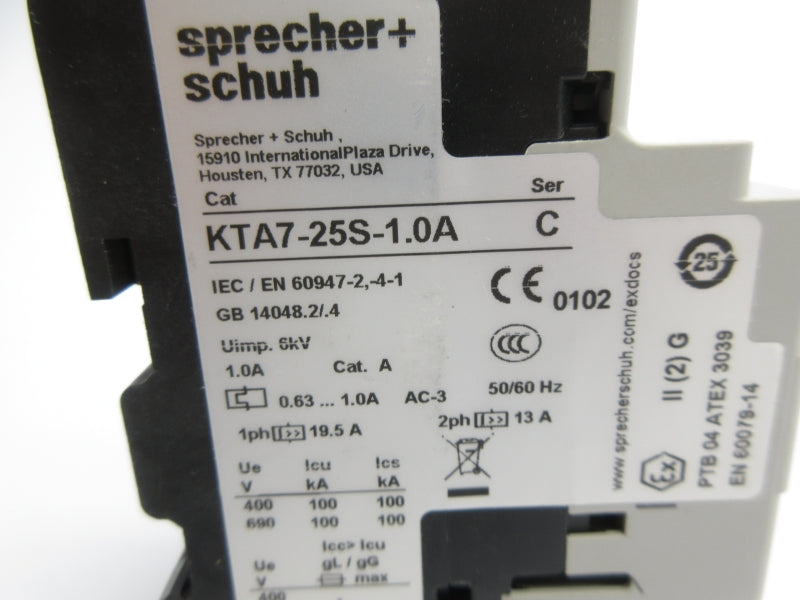 sprecher+
schuh
Sprecher + Schuh ,
15910 InternationalPlaza Drive,
Housten, TX 77032, USA
Cat Ser
KTA7-25S-1.0A C
IEC / EN 60947-2,-4-1
GB 14048.2/.4
CE 0102
Uimp. 6kV
CCC
1.0A Cat. A
0.63 ... 1.0A AC-3 50/60 Hz
1ph 19.5 A 2ph 13 A
Ue Icu Ics
V kA kA
400 100 100
690 100 100
Icc> Icu
Ue gL / gG
V max
400 -
25
www.sprecherschuh.com/exdocs
Ex II (2) G
PTB 04 ATEX 3039
EN 60079-14